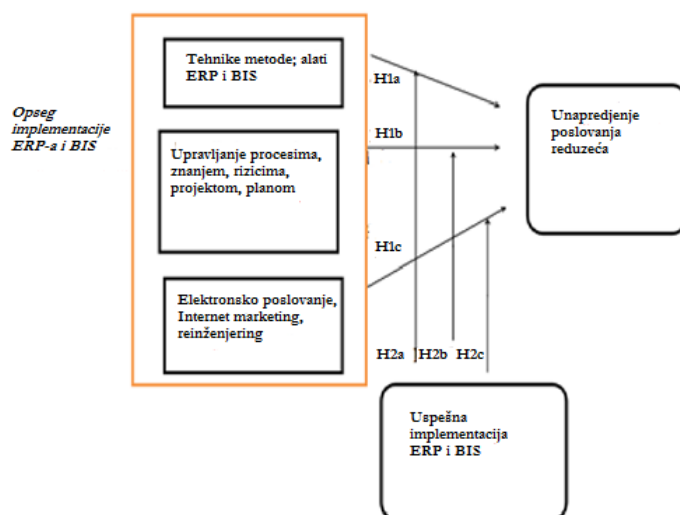 Opseg
implementacije
ERP-a i BIS
Tehnike metode; alati
ERP i BIS
Upravljanje procesima,
znanjem, rizicima,
projektom, planom
Elektronsko poslovanje,
Internet marketing,
reinženjering
H1a
H1b
H1c
H2a
H2b
H2c
Unapredjenje
poslovanja
reduzeća
Uspešna
implementacija
ERP i BIS